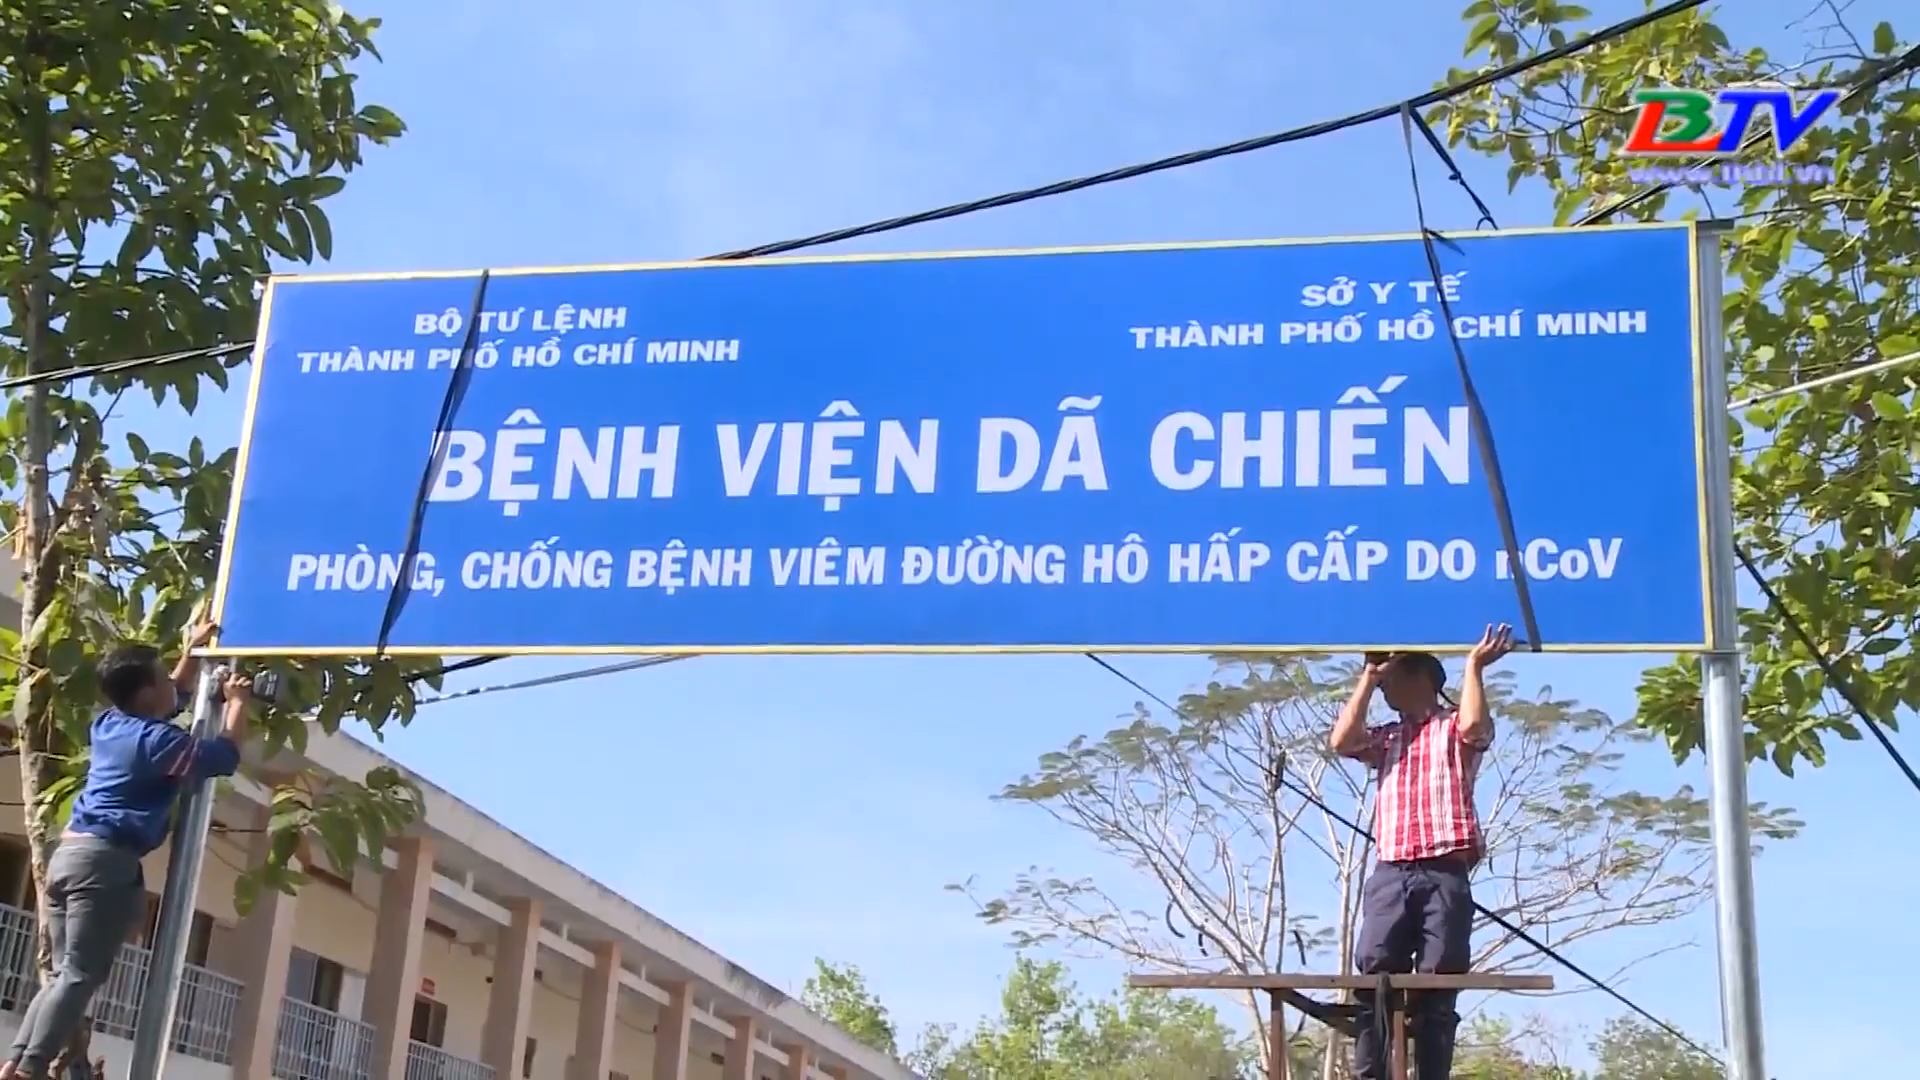 BTV
BỘ TƯ LỆNH
THÀNH PHỐ HỒ CHÍ MINH
SỞ Y TẾ
THÀNH PHỐ HỒ CHÍ MINH
BỆNH VIỆN DÃ CHIẾN
PHÒNG, CHỐNG BỆNH VIÊM ĐƯỜNG HÔ HẤP CẤP DO nCoV